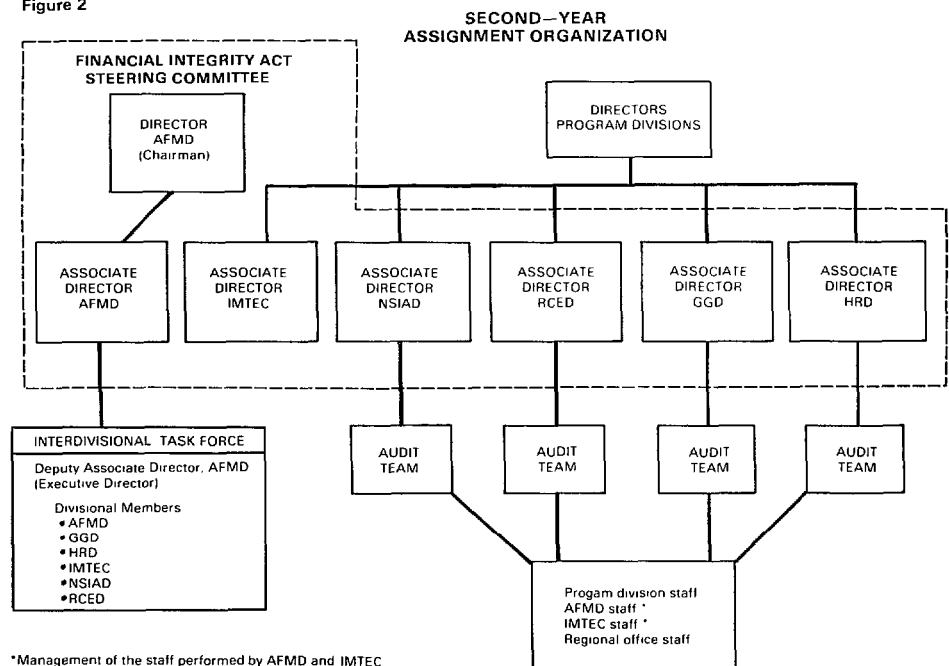 Figure 2
SECOND—YEAR
ASSIGNMENT ORGANIZATION
FINANCIAL INTEGRITY ACT
STEERING COMMITTEE
DIRECTOR
AFMD
(Chairman)
DIRECTORS
PROGRAM DIVISIONS
ASSOCIATE
DIRECTOR
AFMD
ASSOCIATE
DIRECTOR
IMTEC
ASSOCIATE
DIRECTOR
NSIAD
ASSOCIATE
DIRECTOR
RCED
ASSOCIATE
DIRECTOR
GGD
ASSOCIATE
DIRECTOR
HRD
INTERDIVISIONAL TASK FORCE
Deputy Associate Director, AFMD
(Executive Director)
Divisional Members
• AFMD
• GGD
• HRD
• IMTEC
• NSIAD
• RCED
AUDIT
TEAM
AUDIT
TEAM
AUDIT
TEAM
AUDIT
TEAM
Progam division staff
AFMD staff *
IMTEC staff *
Regional office staff
*Management of the staff performed by AFMD and IMTEC